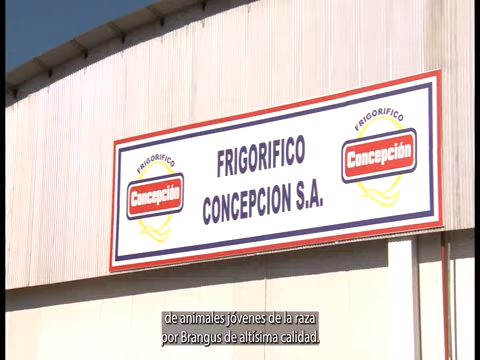 FRIGORIFICO
Concepción
FRIGORIFICO
CONCEPCION S.A.
FRIGORIFICO
Concepción
de animales jóvenes de la raza
por Brangus de altísima calidad.